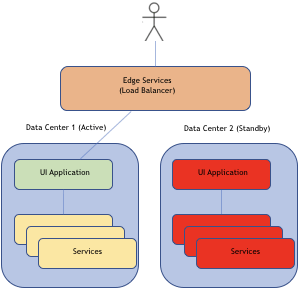 Edge Services
(Load Balancer)
Data Center 1 (Active)
Data Center 2 (Standby)
UI Application
UI Application
Services
Services